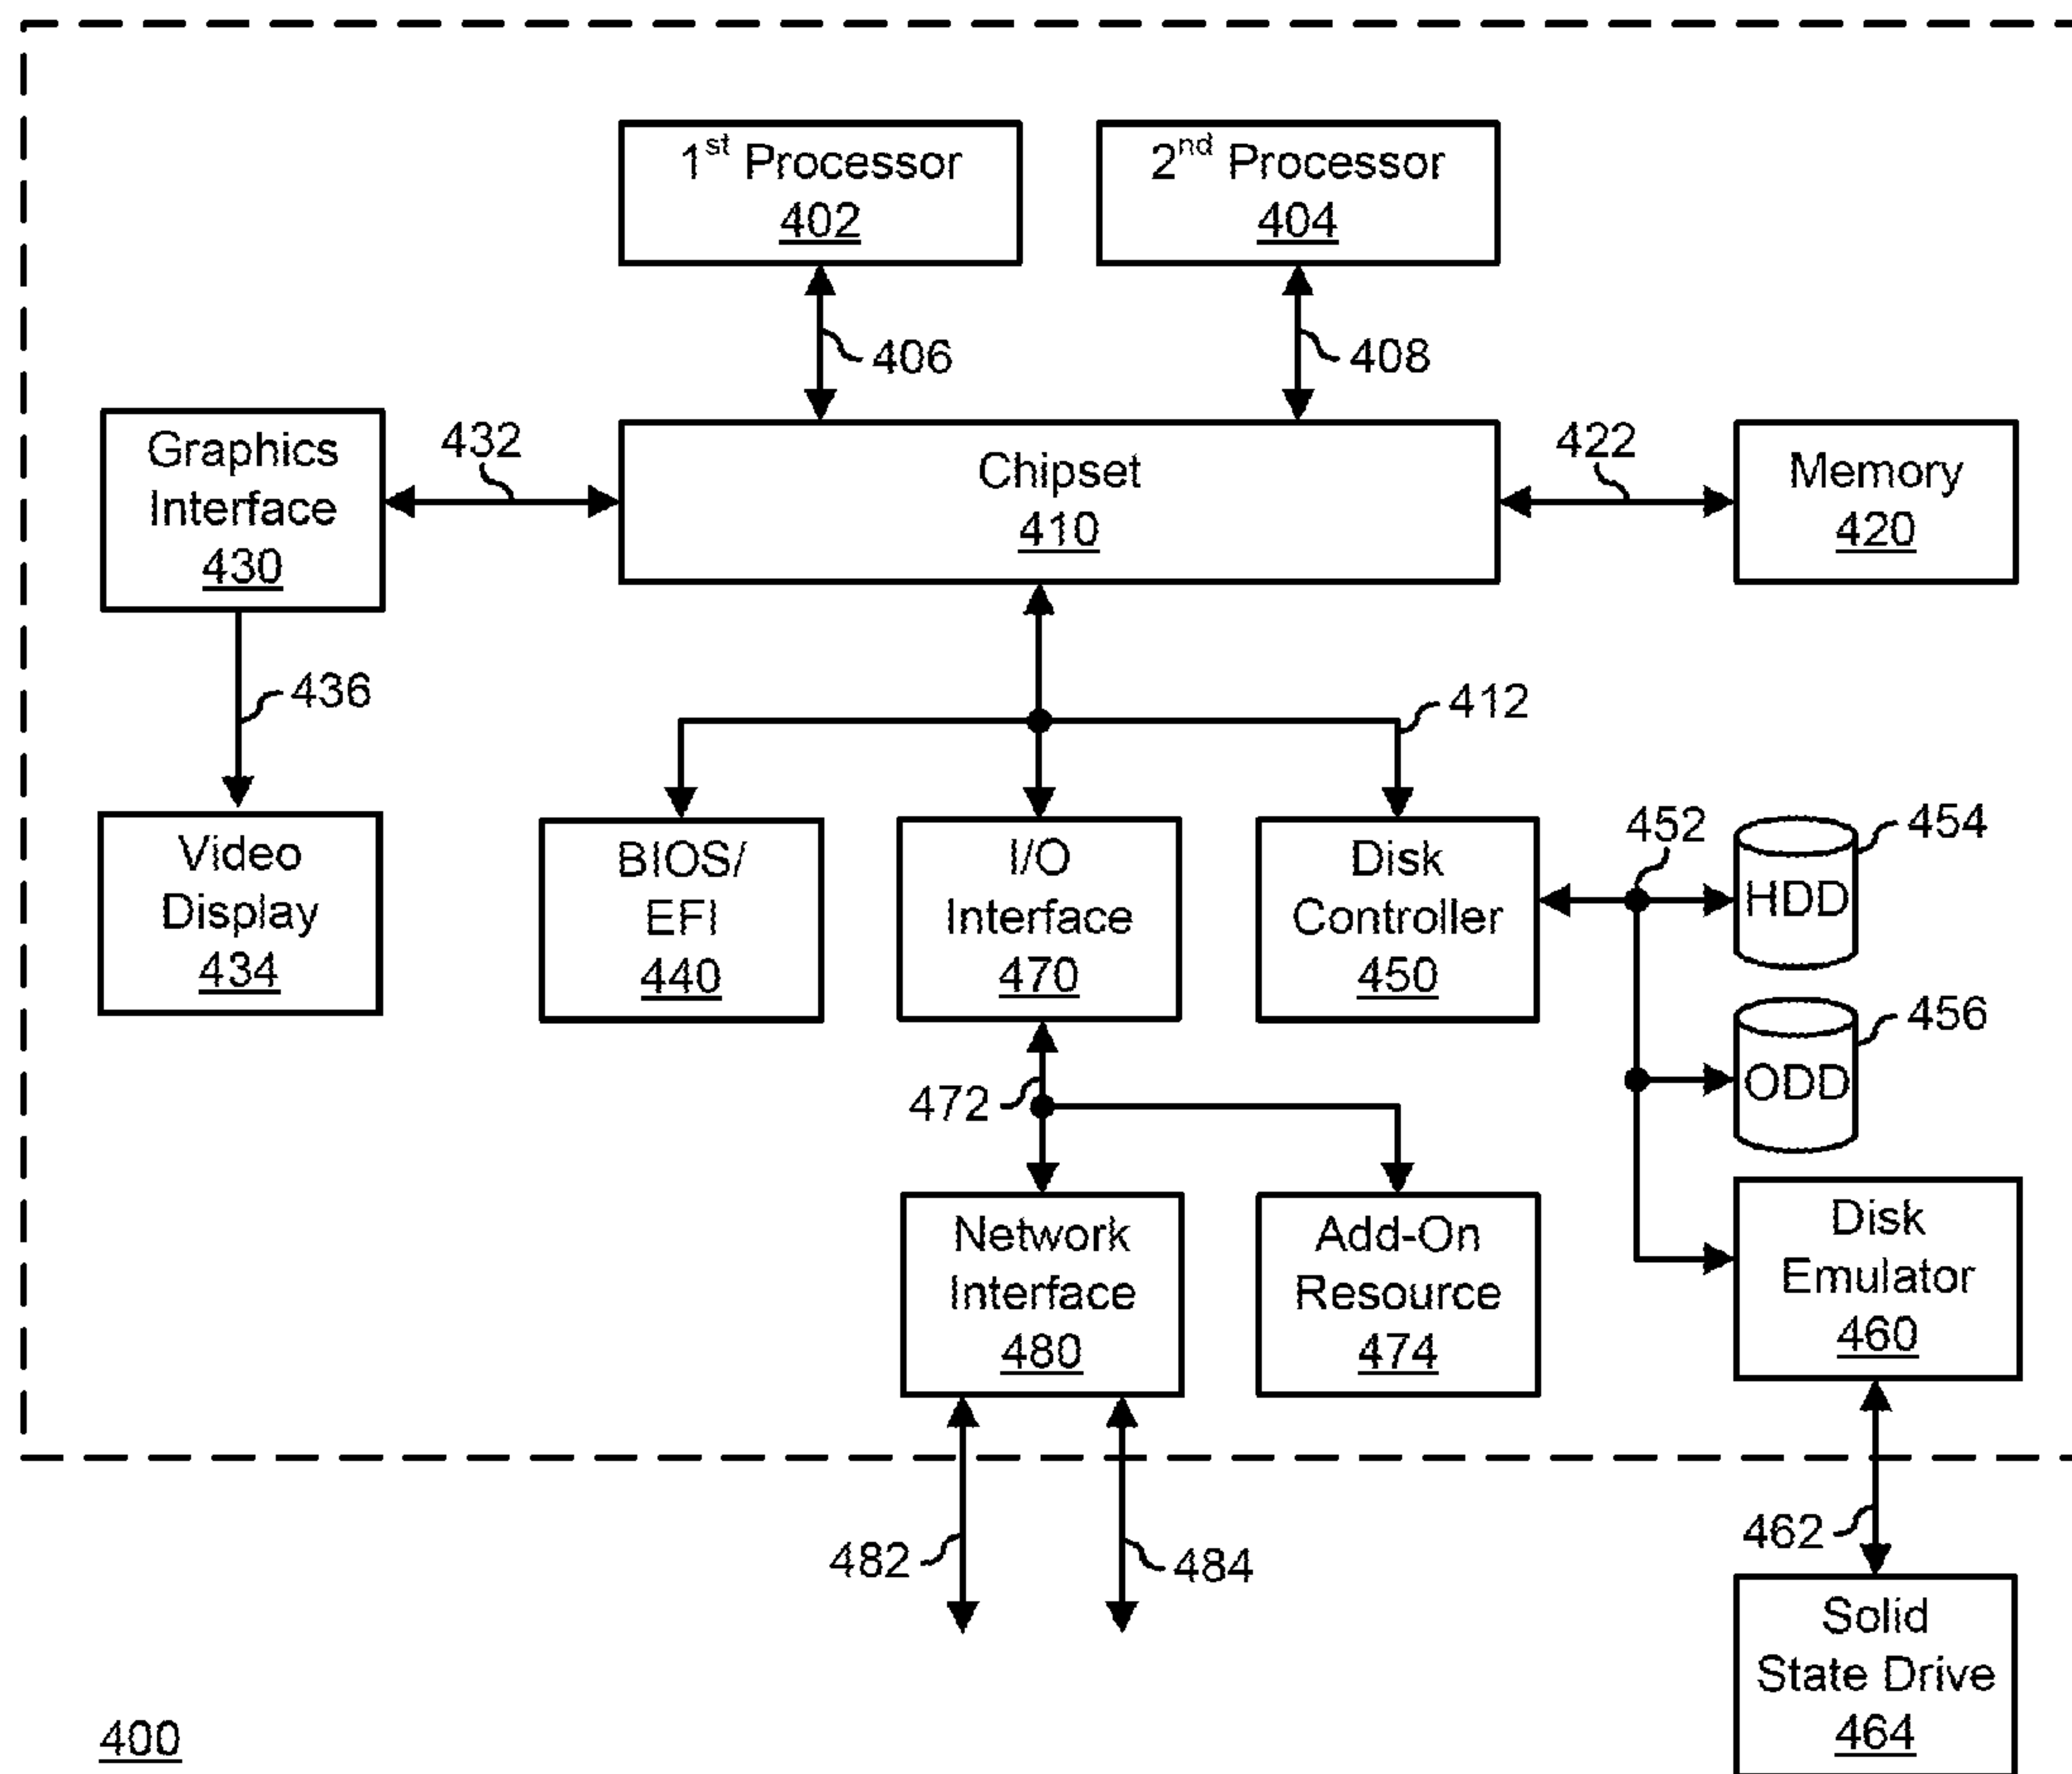 1st Processor
402
2nd Processor
404
406
408
Graphics
Interface
430
432
Chipset
410
422
Memory
420
436
412
Video
Display
434
BIOS/
EFI
440
I/O
Interface
470
Disk
Controller
450
452
HDD
454
ODD
456
472
Network
Interface
480
Add-On
Resource
474
Disk
Emulator
460
482
484
462
Solid
State Drive
464
400